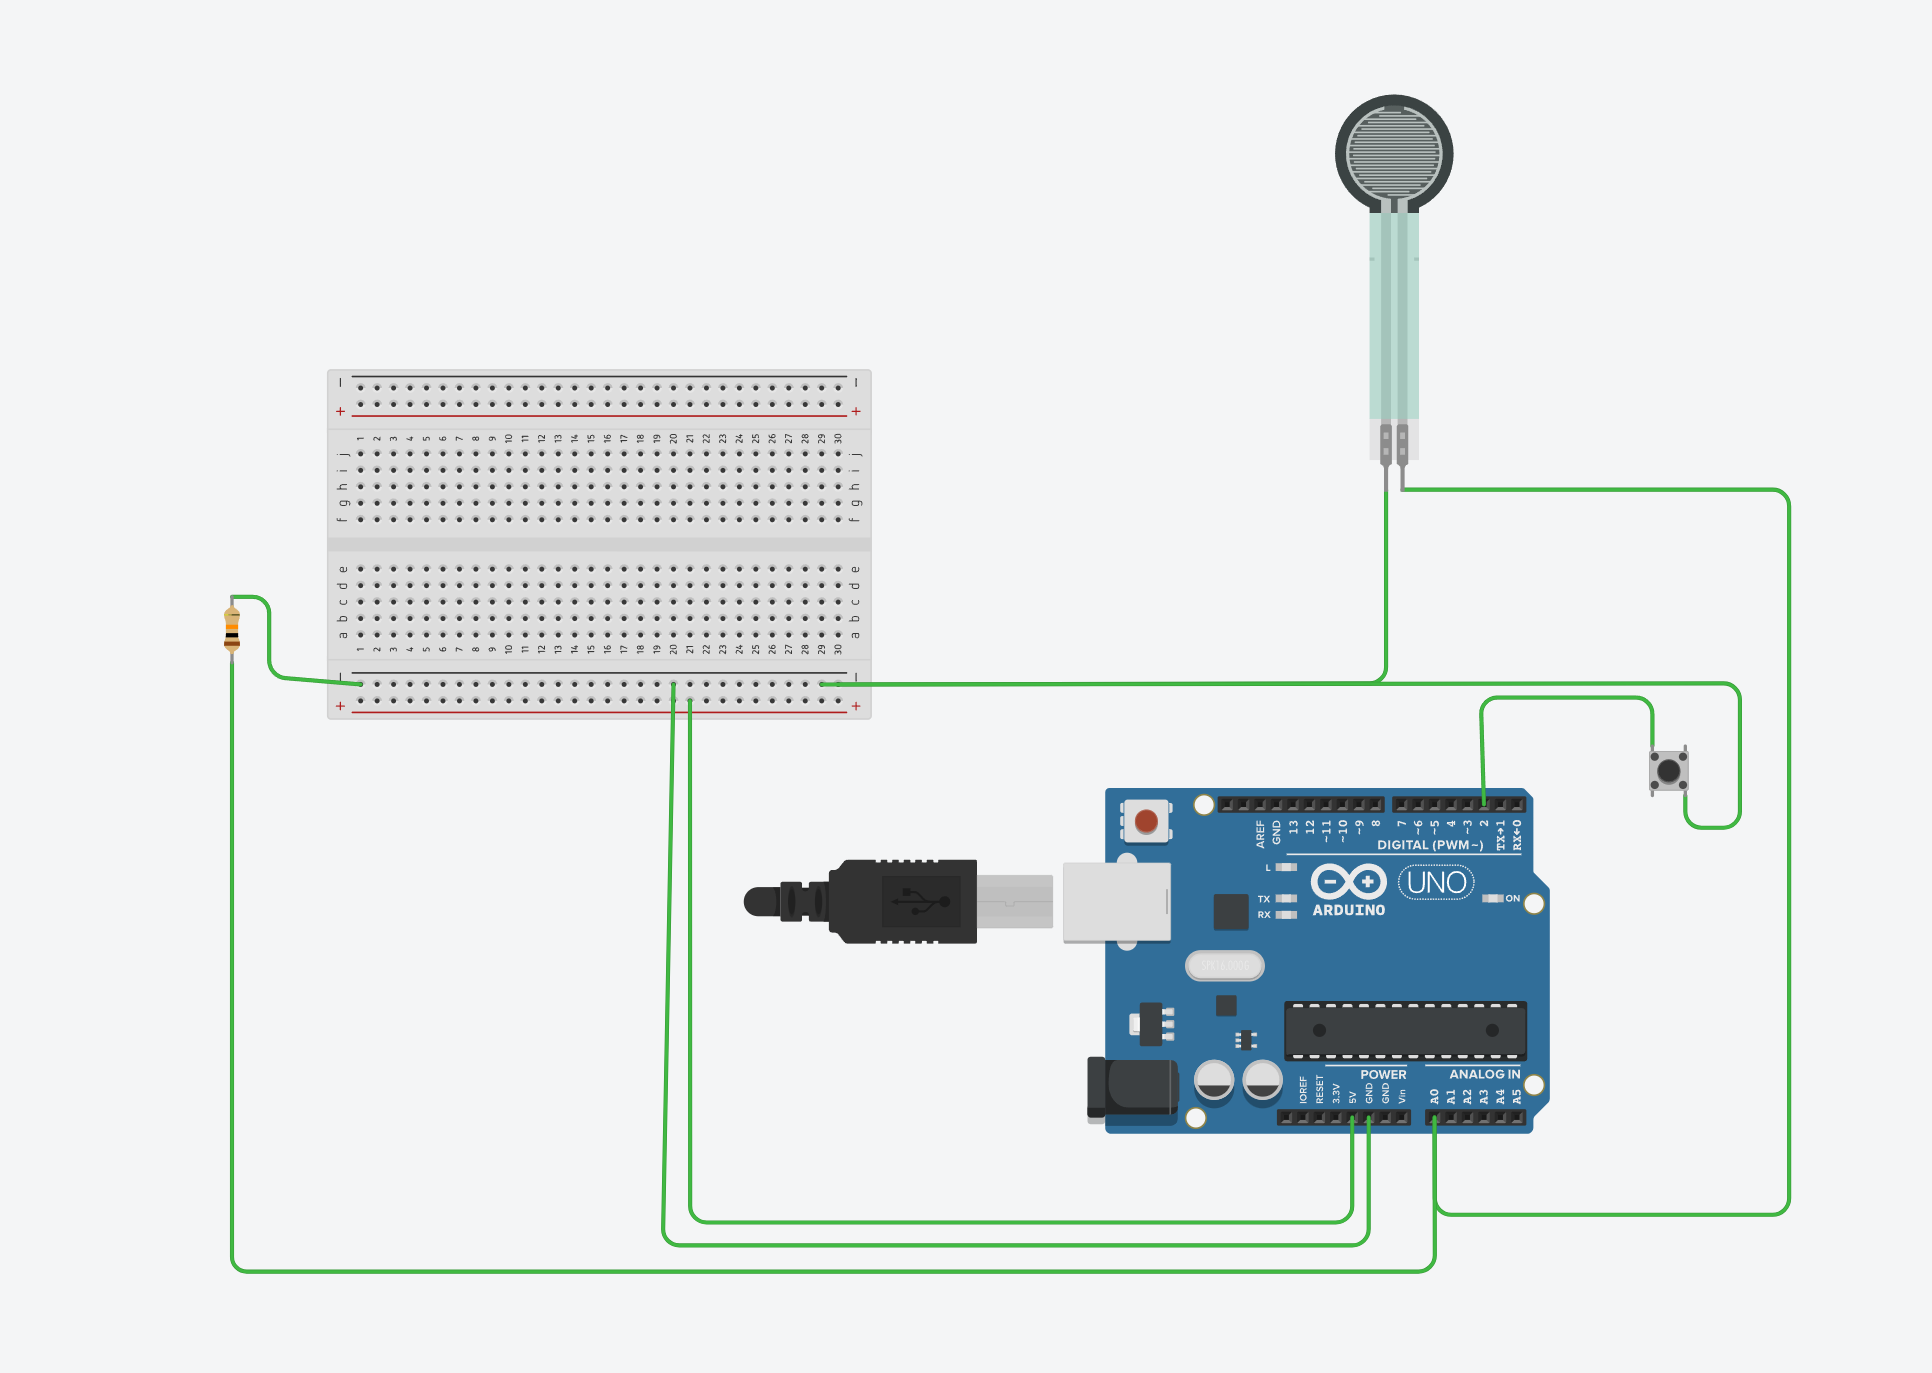 − −
+ +
1 2 3 4 5 6 7 8 9 10 11 12 13 14 15 16 17 18 19 20 21 22 23 24 25 26 27 28 29 30
j j
i i
h h
g g
f f
e e
d d
c c
b b
a a
1 2 3 4 5 6 7 8 9 10 11 12 13 14 15 16 17 18 19 20 21 22 23 24 25 26 27 28 29 30
− −
+ +
AREF GND 13 12 ~11 ~10 ~9 8 7 ~6 ~5 4 ~3 2 TX→1 RX←0
DIGITAL (PWM~)
L
UNO
TX
RX
ARDUINO
ON
POWER
ANALOG IN
IOREF RESET 3.3V 5V GND GND Vin A0 A1 A2 A3 A4 A5